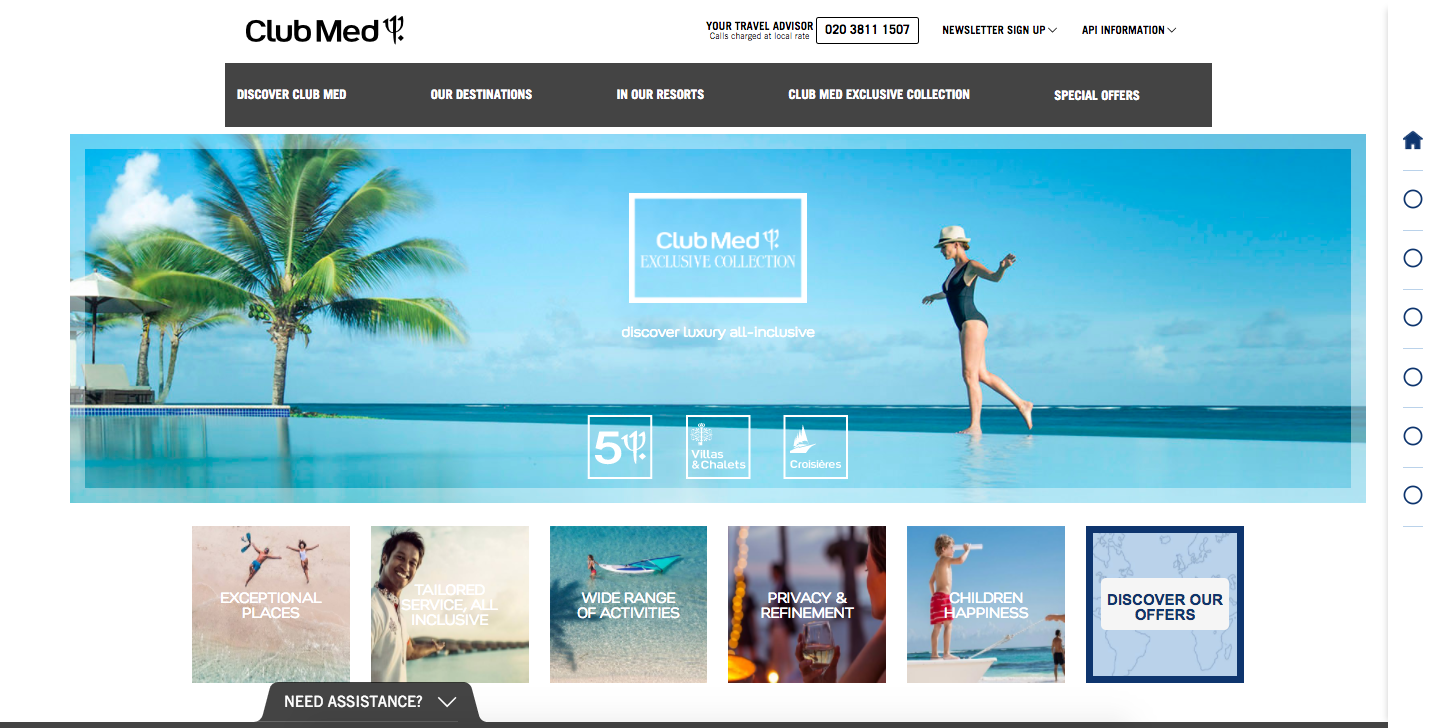 Club Med
YOUR TRAVEL ADVISOR
Calls charged at local rate
020 3811 1507
NEWSLETTER SIGN UP
API INFORMATION
DISCOVER CLUB MED
OUR DESTINATIONS
IN OUR RESORTS
CLUB MED EXCLUSIVE COLLECTION
SPECIAL OFFERS
Club Med
EXCLUSIVE COLLECTION
discover luxury all-inclusive
5
Villas
& Chalets
Croisières
EXCEPTIONAL
PLACES
TAILORED
SERVICE, ALL
INCLUSIVE
WIDE RANGE
OF ACTIVITIES
PRIVACY &
REFINEMENT
CHILDREN
HAPPINESS
DISCOVER OUR
OFFERS
NEED ASSISTANCE?